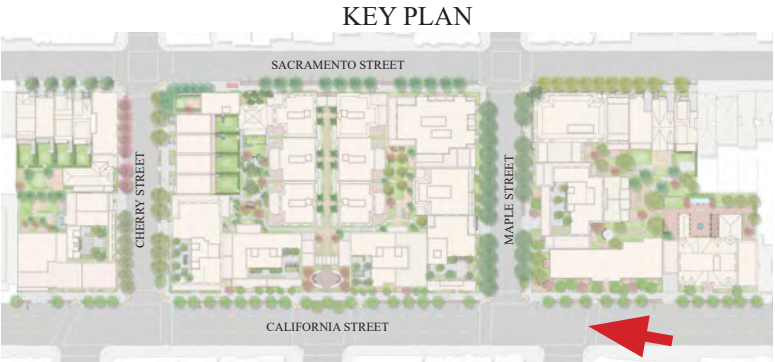 KEY PLAN
SACRAMENTO STREET
CHERRY STREET
MAPLE STREET
CALIFORNIA STREET